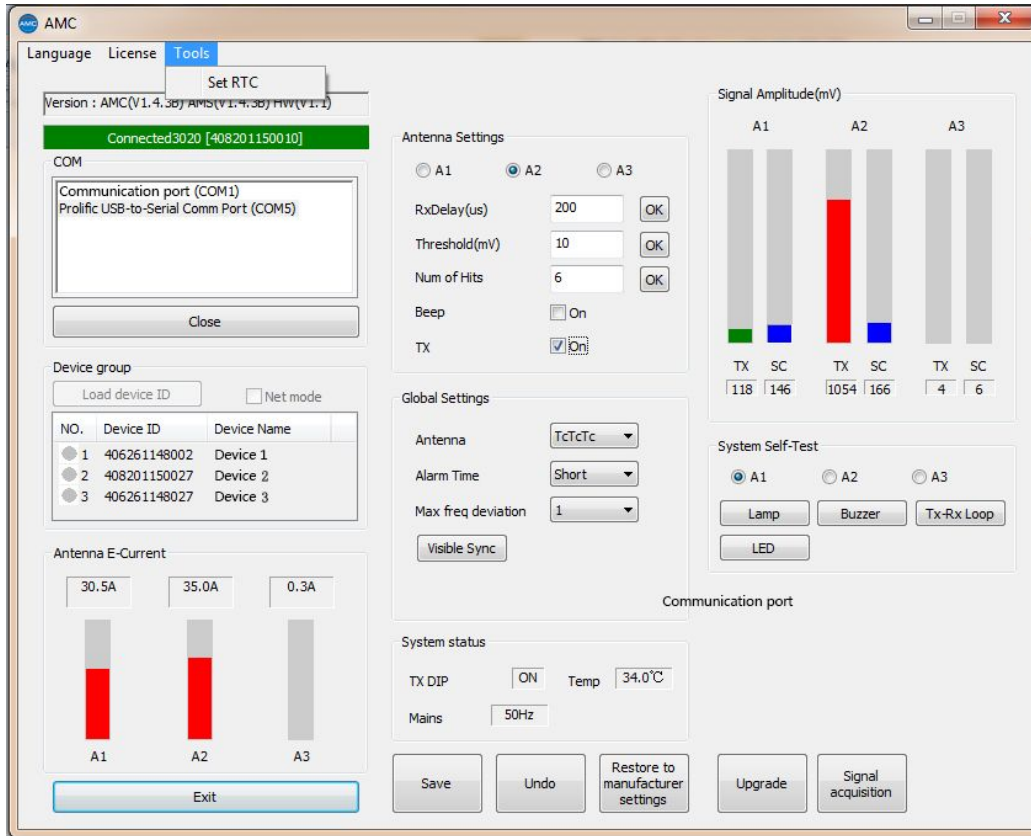 AMC AMC
Language License Tools
Set RTC
Version : AMC(V1.4.3B) AMS(V1.4.3B) HW(V1.1)
Connected3020 [408201150010]
COM
Communication port (COM1)
Prolific USB-to-Serial Comm Port (COM5)
Close
Device group
Load device ID Net mode
NO. Device ID Device Name
1 406261148002 Device 1
2 408201150027 Device 2
3 406261148027 Device 3
Antenna E-Current
30.5A 35.0A 0.3A
A1 A2 A3
Exit
Antenna Settings
A1 A2 A3
RxDelay(us) 200 OK
Threshold(mV) 10 OK
Num of Hits 6 OK
Beep On
TX On
Global Settings
Antenna TcTcTc
Alarm Time Short
Max freq deviation 1
Visible Sync
Communication port
System status
TX DIP ON Temp 34.0℃
Mains 50Hz
Save Undo Restore to
manufacturer
settings
Signal Amplitude(mV)
A1 A2 A3
TX SC TX SC TX SC
118 146 1054 166 4 6
System Self-Test
A1 A2 A3
Lamp Buzzer Tx-Rx Loop
LED
Upgrade Signal
acquisition